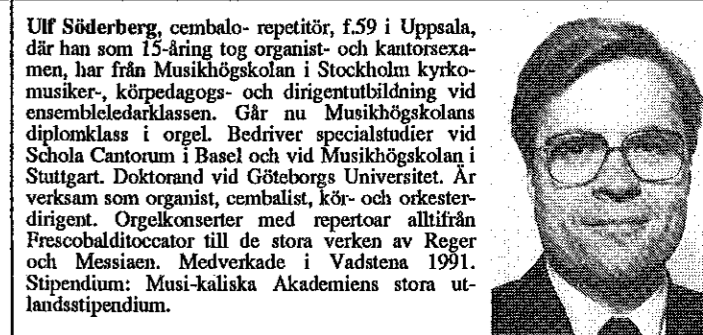 Ulf Söderberg, cembalo- repetitör, f.59 i Uppsala,
där han som 15-åring tog organist- och kantorsexa-
men, har från Musikhögskolan i Stockholm kyrko-
musiker-, körpedagogs- och dirigentutbildning vid
ensembleledarklassen. Går nu Musikhögskolans
diplomklass i orgel. Bedriver specialstudier vid
Schola Cantorum i Basel och vid Musikhögskolan i
Stuttgart. Doktorand vid Göteborgs Universitet. Är
verksam som organist, cembalist, kör- och orkester-
dirigent. Orgelkonserter med repertoar alltifrån
Frescobalditoccator till de stora verken av Reger
och Messiaen. Medverkade i Vadstena 1991.
Stipendium: Musi-kaliska Akademiens stora ut-
landsstipendium.